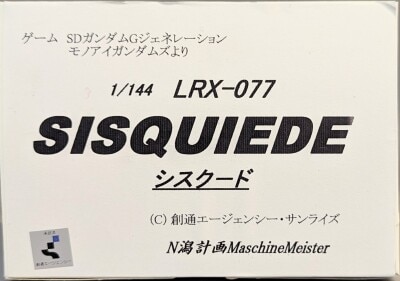 ゲーム SDガンダムGジェネレーション
モノアイガンダムズより
1/144 LRX-077
SISQUIEDE
シスクード
(C) 創通エージェンシー・サンライズ
N潟計画MaschineMeister